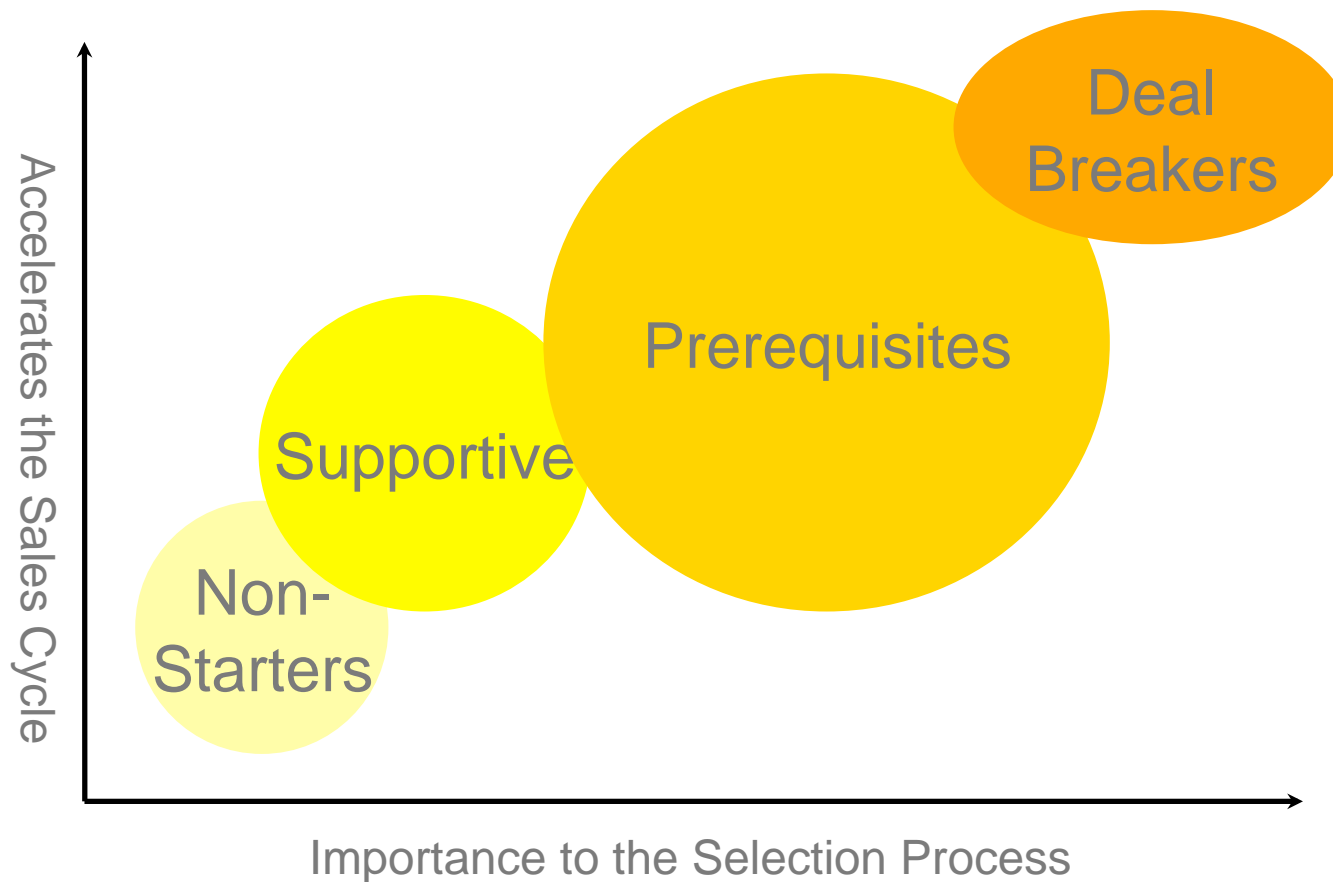 Deal
Breakers
Prerequisites
Supportive
Non-
Starters
Accelerates the Sales Cycle
Importance to the Selection Process